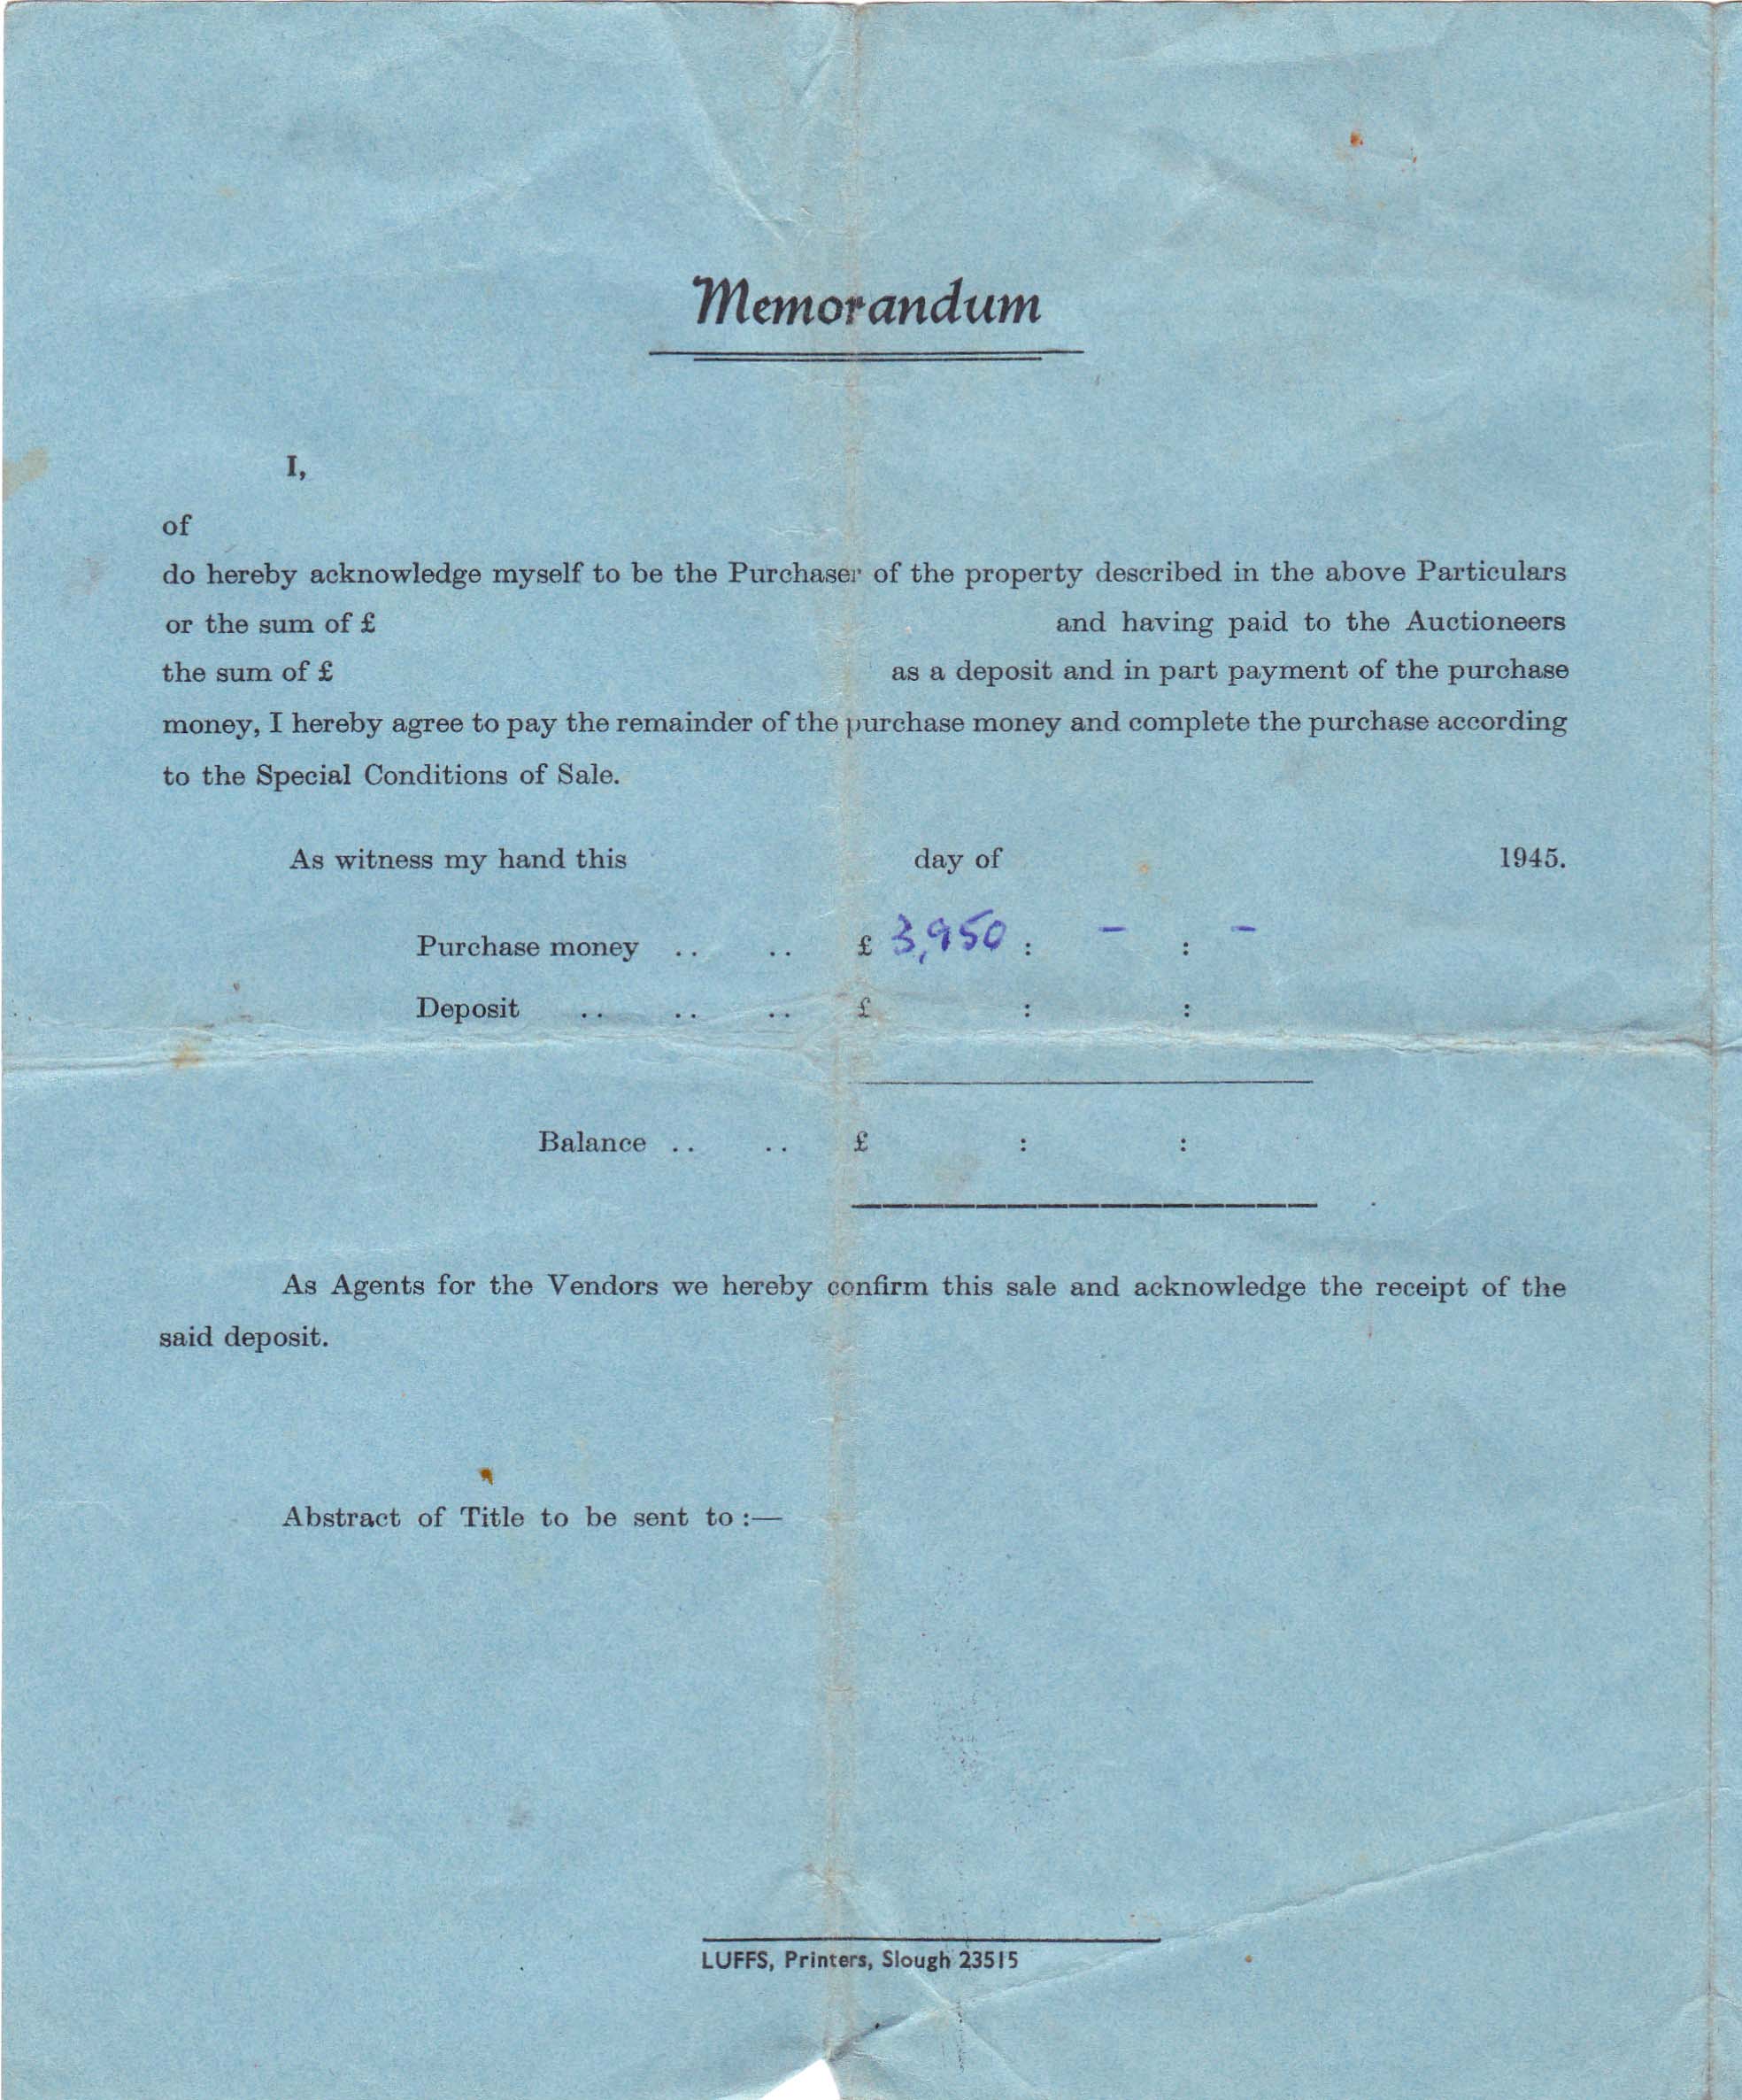 Memorandum
I,
of
do hereby acknowledge myself to be the Purchaser of the property described in the above Particulars
or the sum of £ and having paid to the Auctioneers
the sum of £ as a deposit and in part payment of the purchase
money, I hereby agree to pay the remainder of the purchase money and complete the purchase according
to the Special Conditions of Sale.
As witness my hand this day of 1945.
Purchase money .. .. £ 3,950 : - : -
Deposit .. .. .. £ : :
Balance .. .. £ : :
As Agents for the Vendors we hereby confirm this sale and acknowledge the receipt of the
said deposit.
Abstract of Title to be sent to :—
LUFFS, Printers, Slough 23515